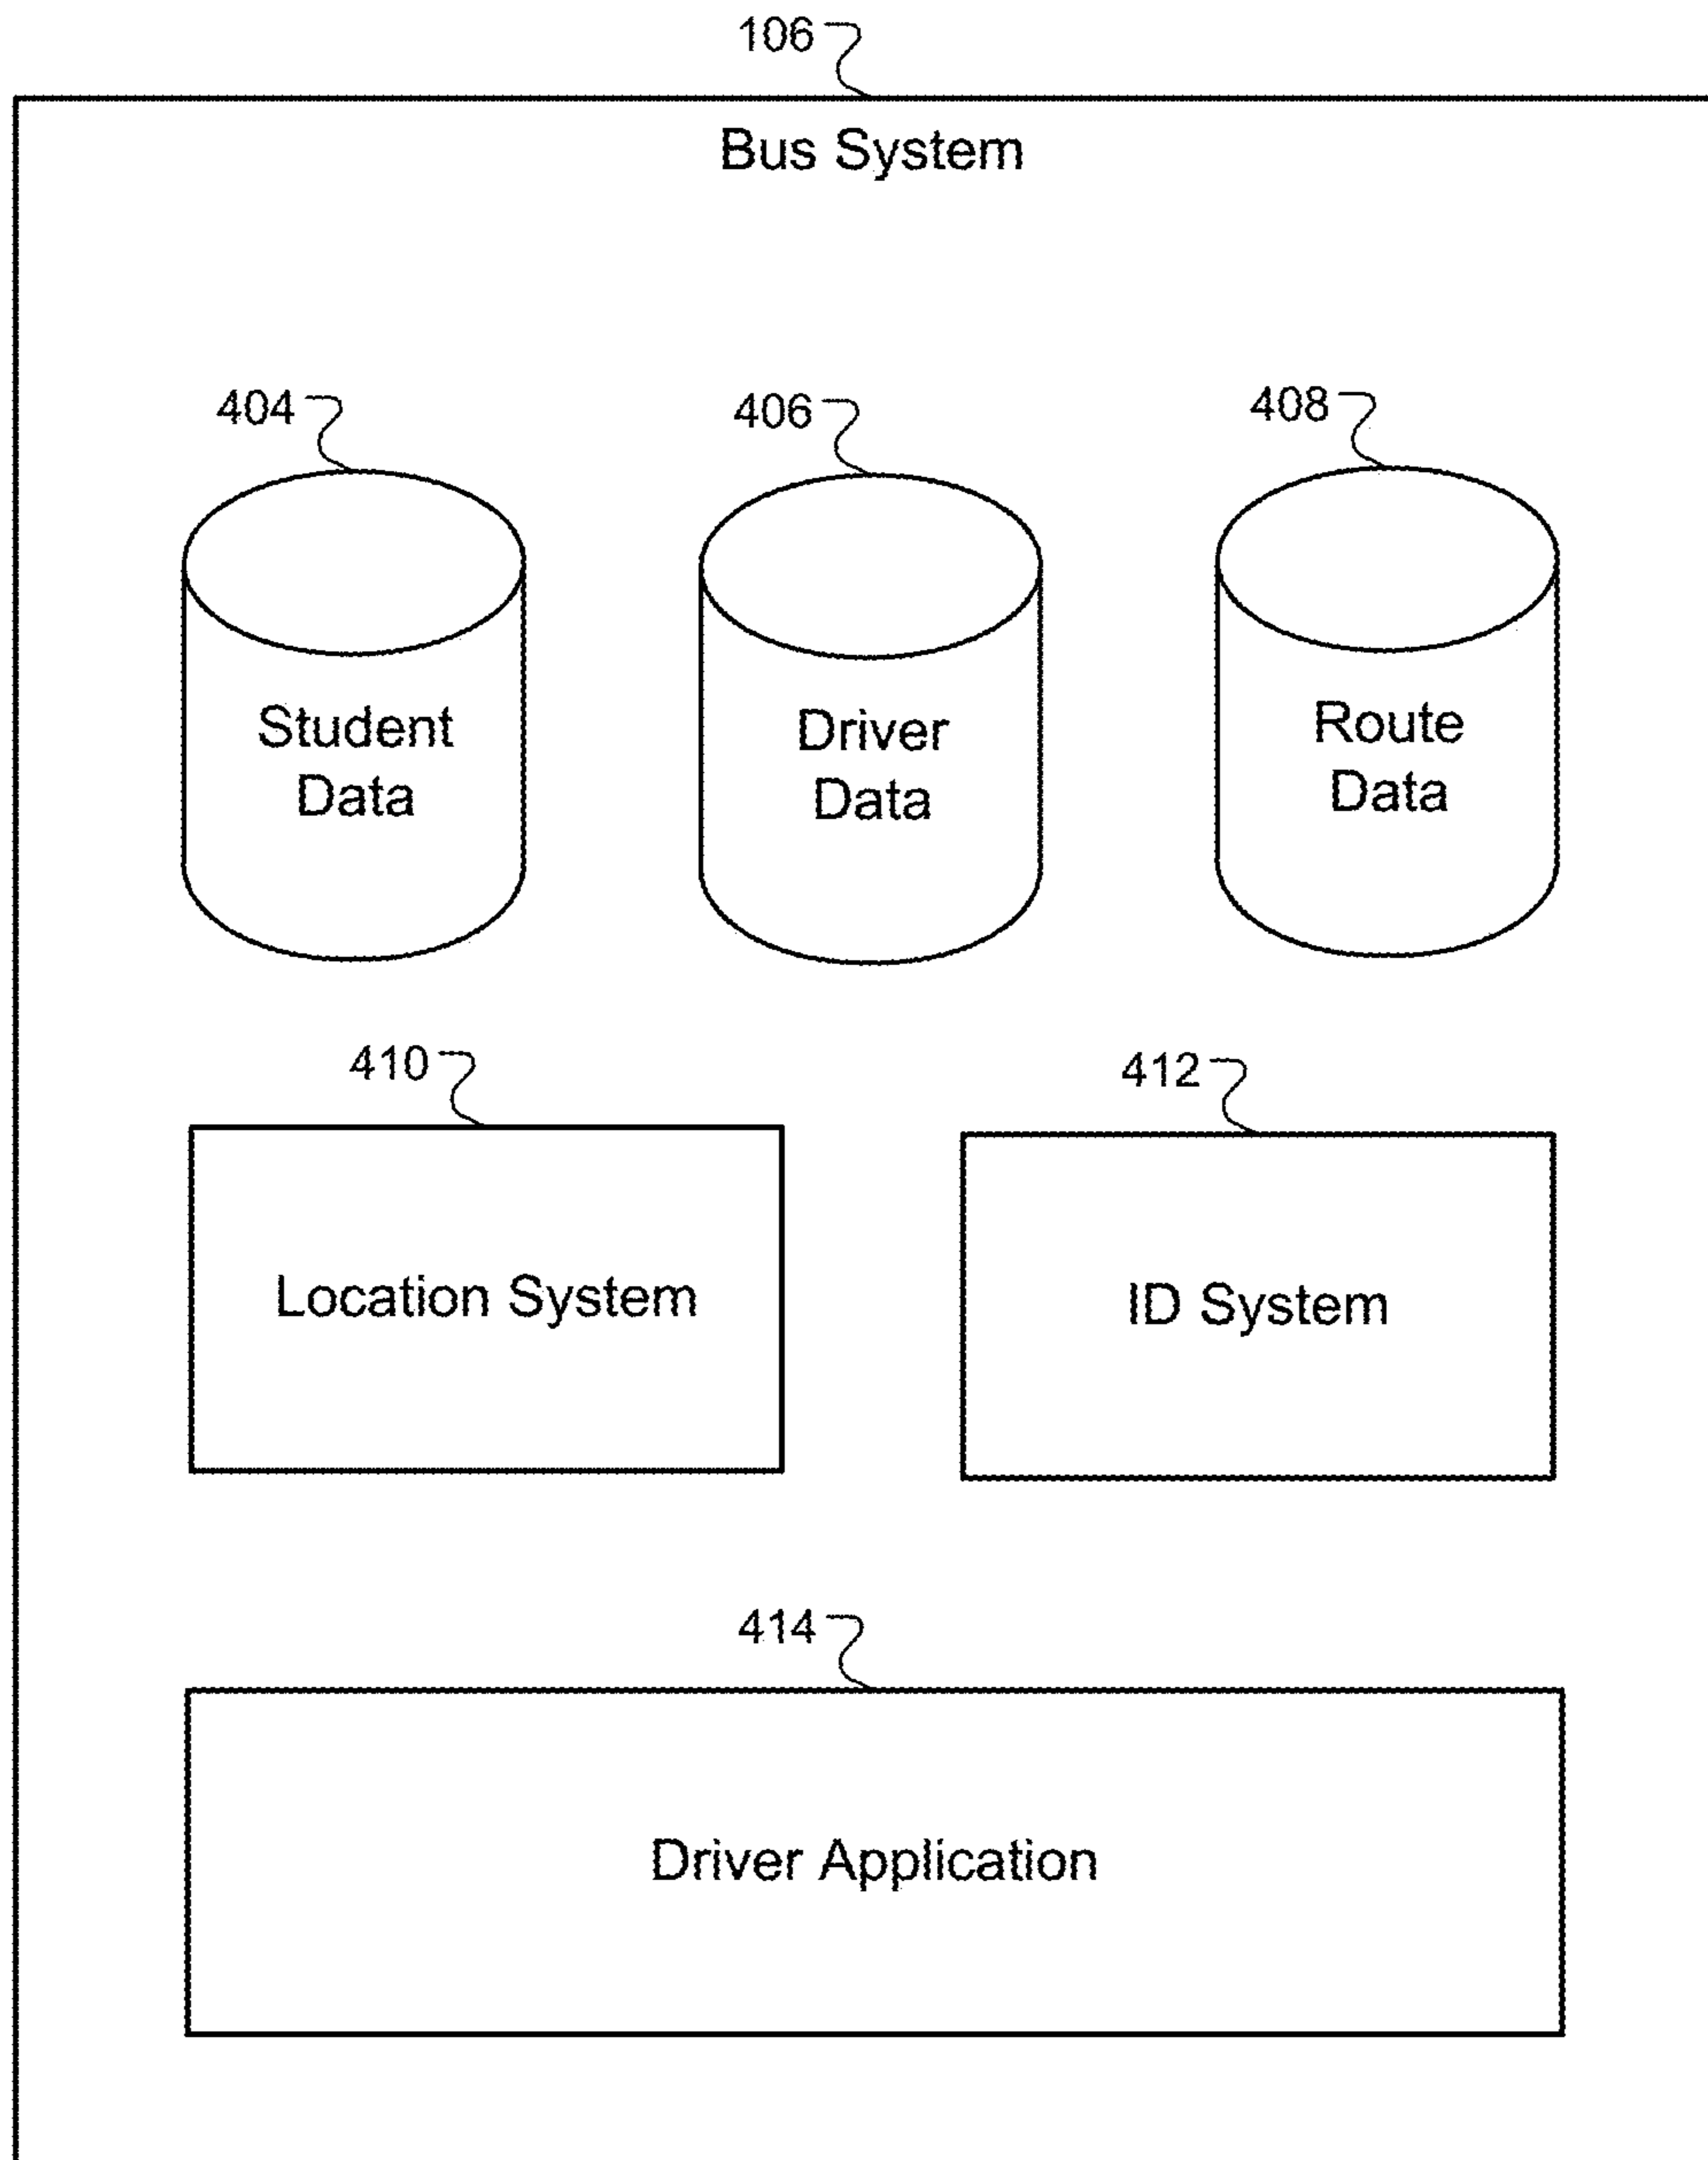 106
Bus System
404
406
408
Student
Data
Driver
Data
Route
Data
410
412
Location System
ID System
414
Driver Application